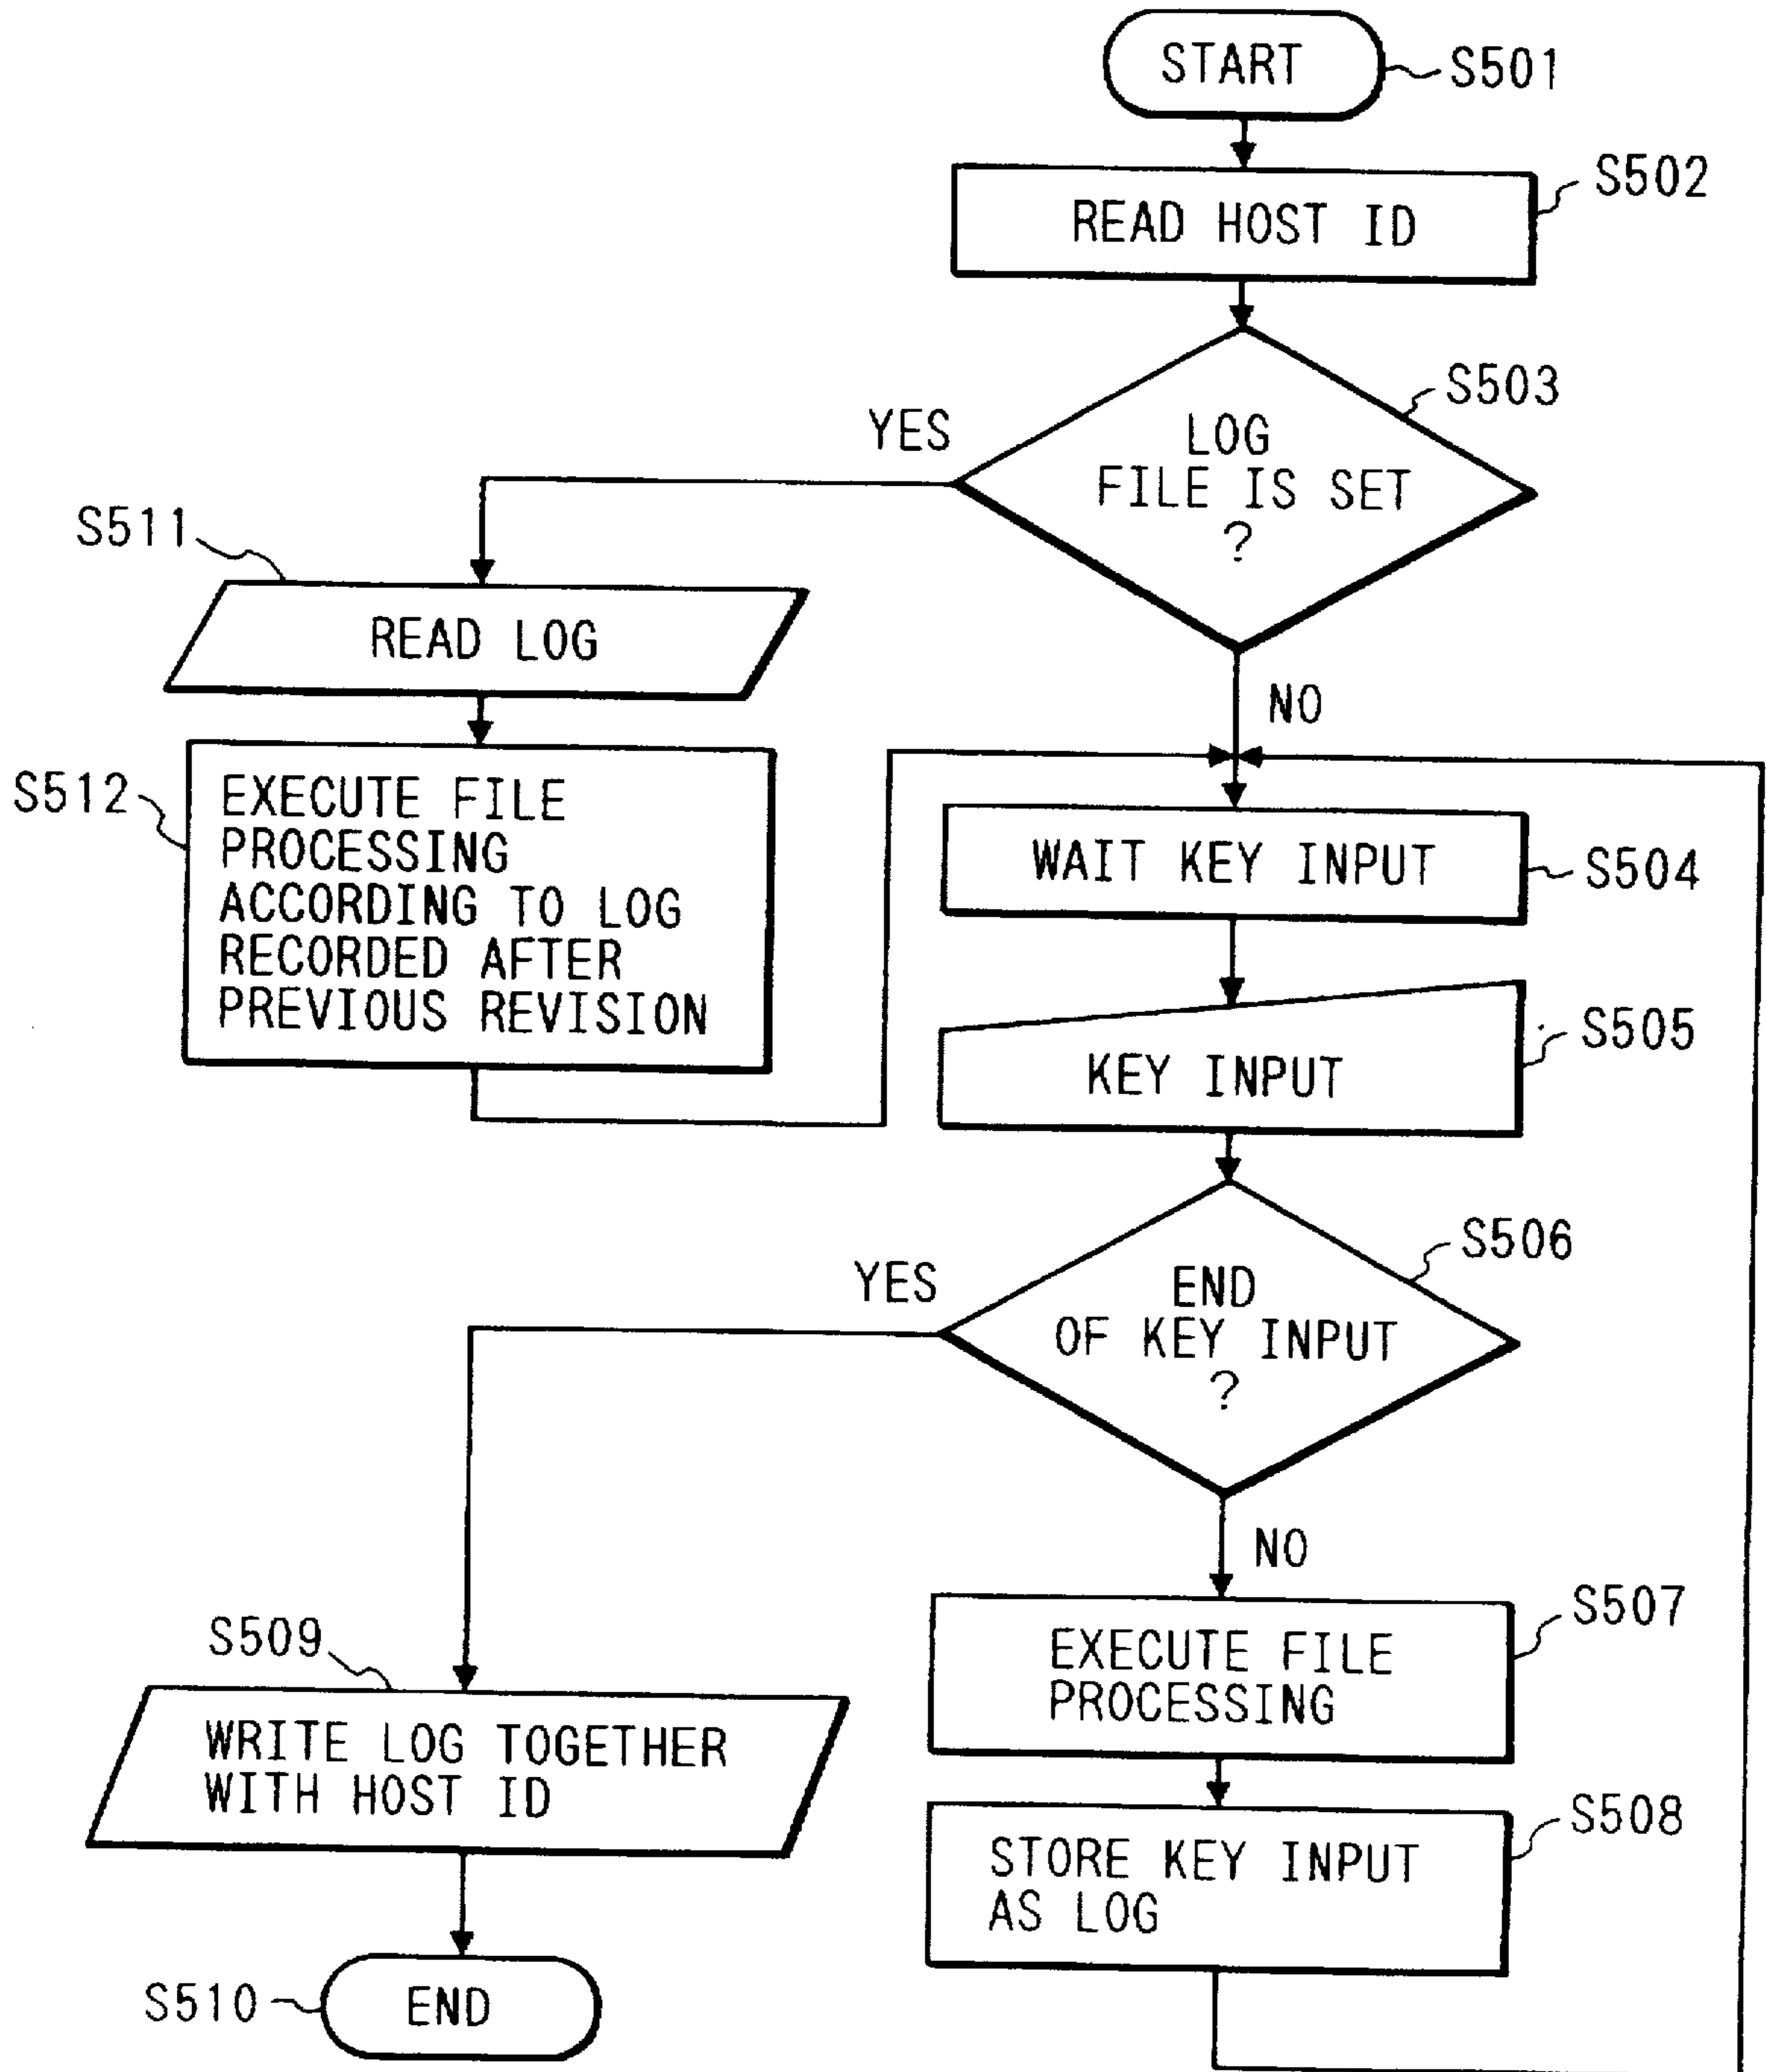 START
S501
READ HOST ID
S502
LOG
FILE IS SET
?
S503
YES
NO
S511
READ LOG
S512
EXECUTE FILE
PROCESSING
ACCORDING TO LOG
RECORDED AFTER
PREVIOUS REVISION
WAIT KEY INPUT
S504
KEY INPUT
S505
END
OF KEY INPUT
?
S506
YES
NO
EXECUTE FILE
PROCESSING
S507
S509
WRITE LOG TOGETHER
WITH HOST ID
STORE KEY INPUT
AS LOG
S508
S510
END